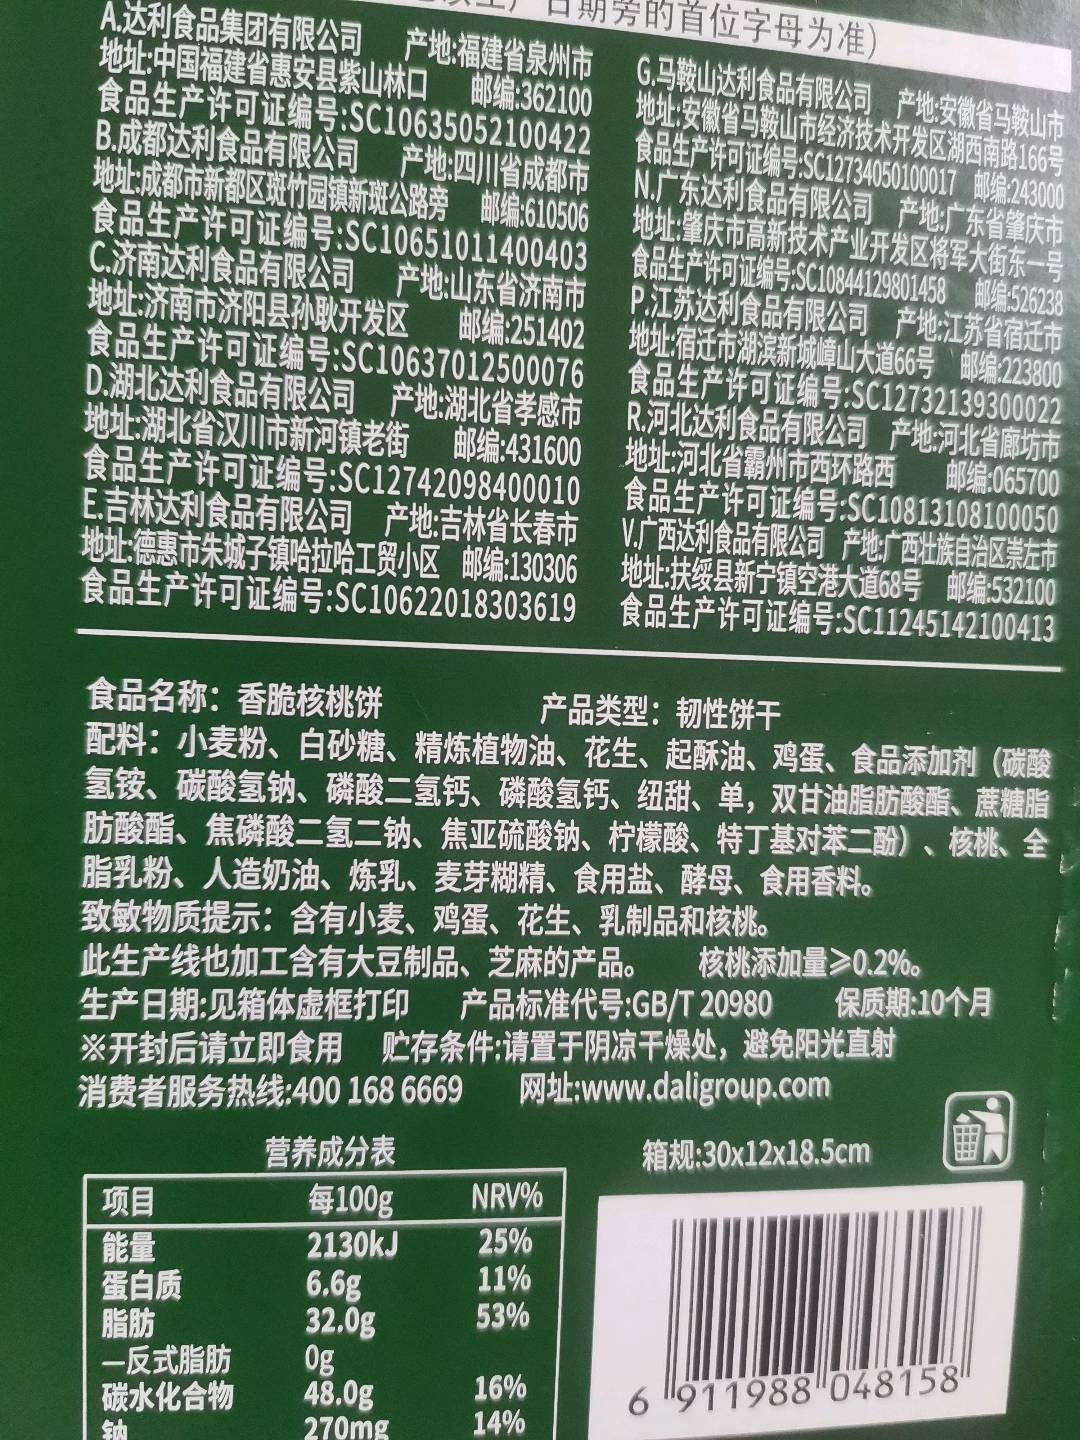 日期旁的首位字母为准）
A.达利食品集团有限公司 产地:福建省泉州市
地址:中国福建省惠安县紫山林口 邮编:362100
食品生产许可证编号:SC10635052100422
B.成都达利食品有限公司 产地:四川省成都市
地址:成都市新都区斑竹园镇新斑公路旁 邮编:610506
食品生产许可证编号:SC10651011400403
C.济南达利食品有限公司 产地:山东省济南市
地址:济南市济阳县孙耿开发区 邮编:251402
食品生产许可证编号:SC10637012500076
D.湖北达利食品有限公司 产地:湖北省孝感市
地址:湖北省汉川市新河镇老街 邮编:431600
食品生产许可证编号:SC12742098400010
E.吉林达利食品有限公司 产地:吉林省长春市
地址:德惠市朱城子镇哈拉哈工贸小区 邮编:130306
食品生产许可证编号:SC10622018303619
G.马鞍山达利食品有限公司 产地:安徽省马鞍山市
地址:安徽省马鞍山市经济技术开发区湖西南路166号
食品生产许可证编号:SC12734050100017 邮编:243000
N.广东达利食品有限公司 产地:广东省肇庆市
地址:肇庆市高新技术产业开发区将军大街东一号
食品生产许可证编号:SC10844129801458 邮编:526238
P.江苏达利食品有限公司 产地:江苏省宿迁市
地址:宿迁市湖滨新城嶂山大道66号 邮编:223800
食品生产许可证编号:SC12732139300022
R.河北达利食品有限公司 产地:河北省廊坊市
地址:河北省霸州市西环路西 邮编:065700
食品生产许可证编号:SC10813108100050
V.广西达利食品有限公司 产地:广西壮族自治区崇左市
地址:扶绥县新宁镇空港大道68号 邮编:532100
食品生产许可证编号:SC11245142100413
食品名称：香脆核桃饼 产品类型：韧性饼干
配料：小麦粉、白砂糖、精炼植物油、花生、起酥油、鸡蛋、食品添加剂（碳酸
氢铵、碳酸氢钠、磷酸二氢钙、磷酸氢钙、纽甜、单，双甘油脂肪酸酯、蔗糖脂
肪酸酯、焦磷酸二氢二钠、焦亚硫酸钠、柠檬酸、特丁基对苯二酚）、核桃、全
脂乳粉、人造奶油、炼乳、麦芽糊精、食用盐、酵母、食用香料。
致敏物质提示：含有小麦、鸡蛋、花生、乳制品和核桃。
此生产线也加工含有大豆制品、芝麻的产品。 核桃添加量≥0.2%。
生产日期:见箱体虚框打印 产品标准代号:GB/T 20980 保质期:10个月
※开封后请立即食用 贮存条件:请置于阴凉干燥处，避免阳光直射
消费者服务热线:400 168 6669 网址:www.daligroup.com
营养成分表
项目 每100g NRV%
能量 2130kJ 25%
蛋白质 6.6g 11%
脂肪 32.0g 53%
—反式脂肪 0g
碳水化合物 48.0g 16%
钠 270mg 14%
箱规:30x12x18.5cm
6 911988 048158